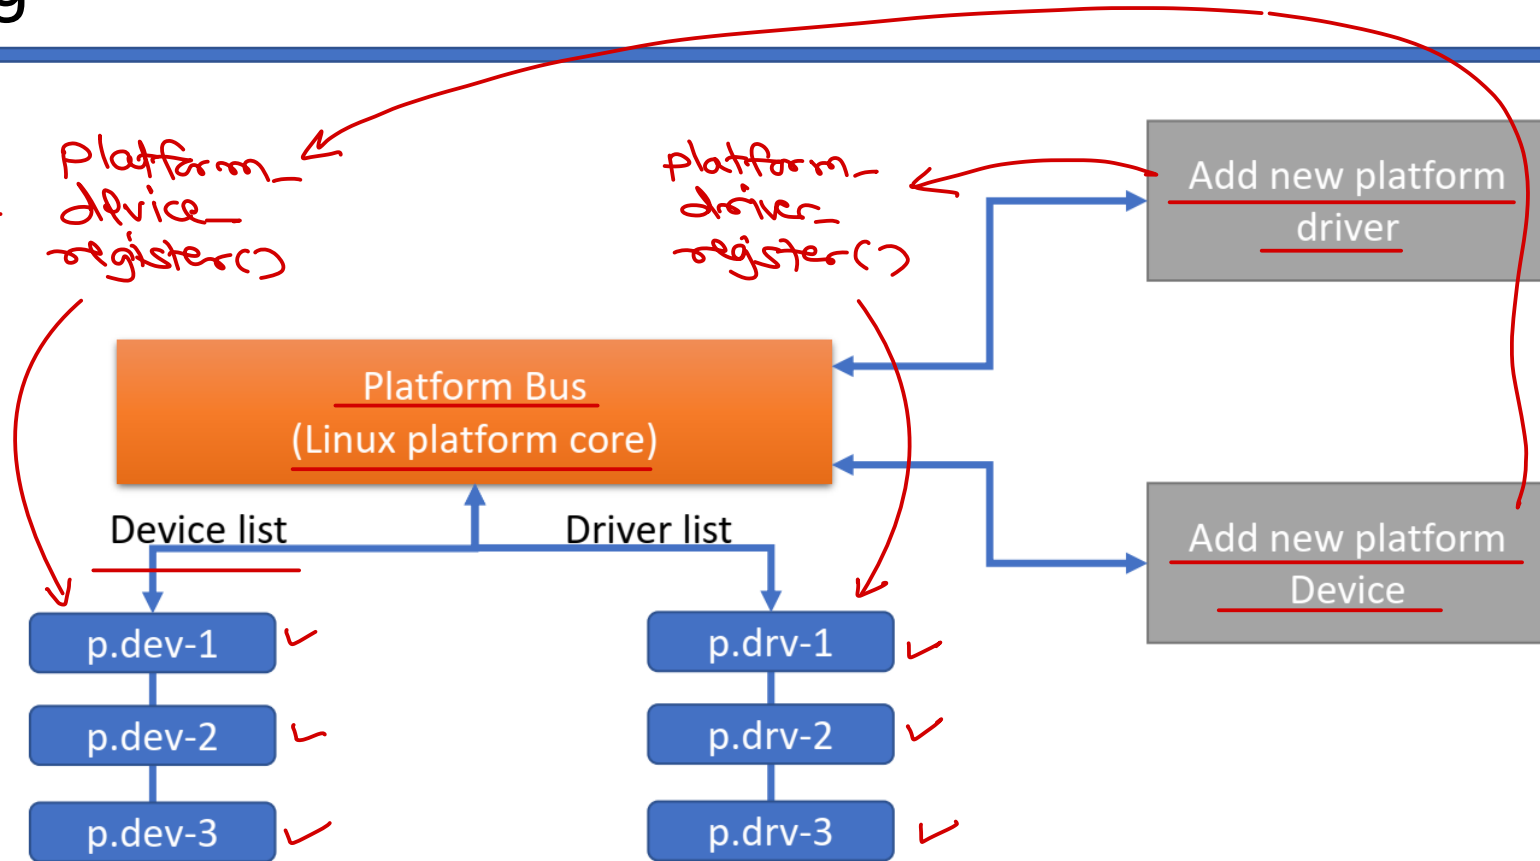 g
Platform_
device_
register()
platform_
driver_
register()
Add new platform
driver
Platform Bus
(Linux platform core)
Device list
Driver list
Add new platform
Device
p.dev-1
p.drv-1
p.dev-2
p.drv-2
p.dev-3
p.drv-3